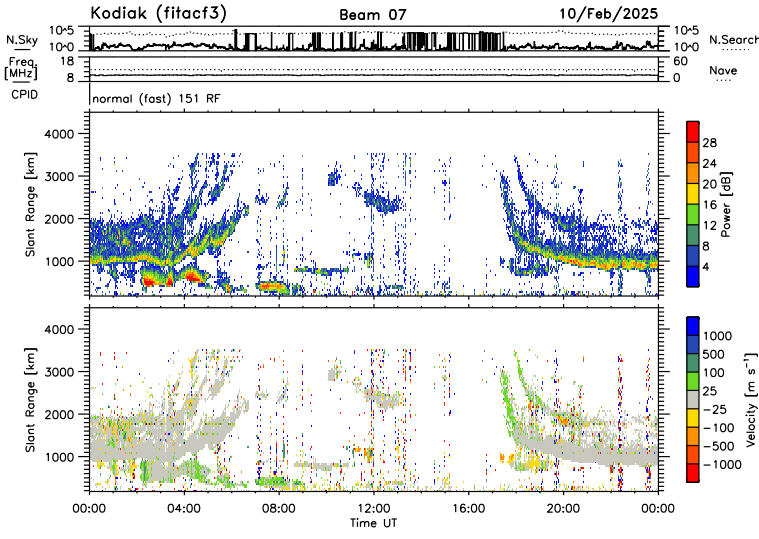 Kodiak (fitacf3) Beam 07 10/Feb/2025
N.Sky 10^5 10^0 10^5 10^0 N.Search
Freq. [MHz] 18 8 60 0 Nave
CPID normal (fast) 151 RF
Slant Range [km] 4000 3000 2000 1000
28 24 20 16 12 8 4 Power [dB]
Slant Range [km] 4000 3000 2000 1000
1000 500 100 25 −25 −100 −500 −1000 Velocity [m s⁻¹]
00:00 04:00 08:00 12:00 16:00 20:00 00:00
Time UT